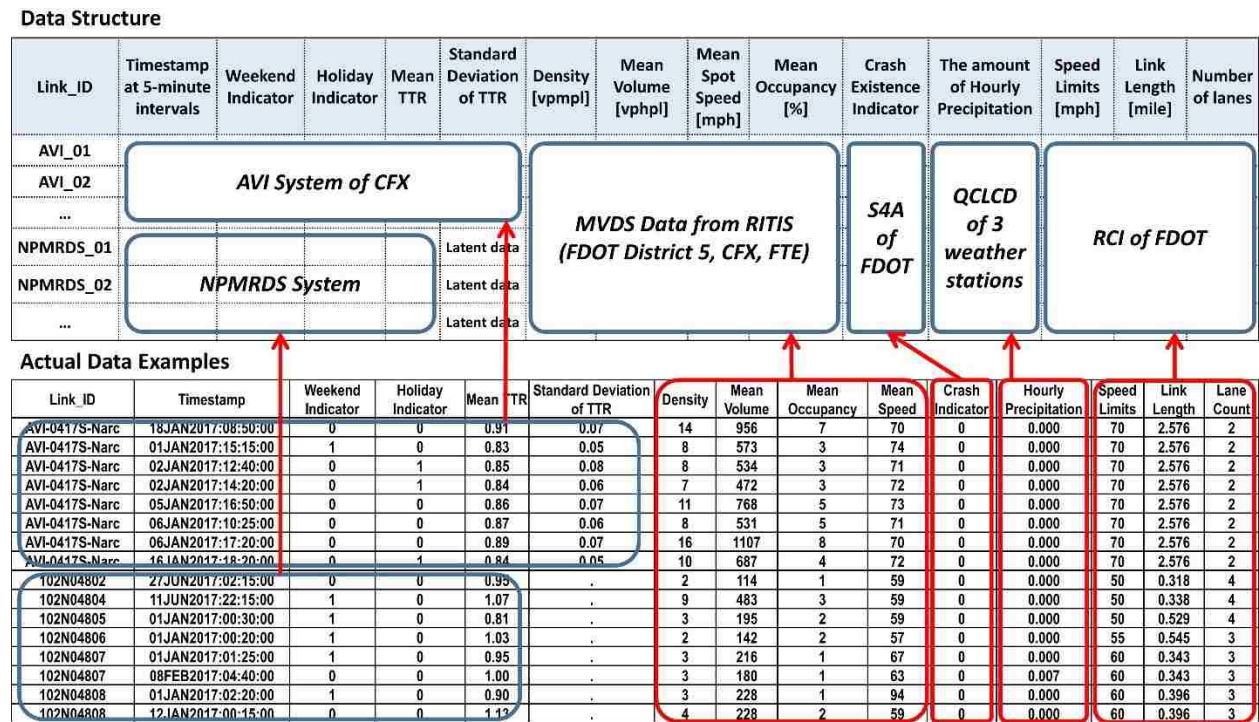 Data Structure
Link_ID Timestamp at 5-minute intervals Weekend Indicator Holiday Indicator Mean TTR Standard Deviation of TTR Density [vpmpl] Mean Volume [vphpl] Mean Spot Speed [mph] Mean Occupancy [%] Crash Existence Indicator The amount of Hourly Precipitation Speed Limits [mph] Link Length [mile] Number of lanes
AVI_01
AVI_02
...
AVI System of CFX
NPMRDS_01 Latent data
NPMRDS_02 Latent data
... Latent data
NPMRDS System
MVDS Data from RITIS
(FDOT District 5, CFX, FTE)
S4A
of
FDOT
QCLCD
of 3
weather
stations
RCI of FDOT
Actual Data Examples
Link_ID Timestamp Weekend Indicator Holiday Indicator Mean TTR Standard Deviation of TTR Density Mean Volume Mean Occupancy Mean Speed Crash Indicator Hourly Precipitation Speed Limits Link Length Lane Count
AVI-0417S-Narc 18JAN2017:08:50:00 0 0 0.91 0.07 14 956 7 70 0 0.000 70 2.576 2
AVI-0417S-Narc 01JAN2017:15:15:00 1 0 0.83 0.05 8 573 3 74 0 0.000 70 2.576 2
AVI-0417S-Narc 02JAN2017:12:40:00 0 1 0.85 0.08 8 534 3 71 0 0.000 70 2.576 2
AVI-0417S-Narc 02JAN2017:14:20:00 0 1 0.84 0.06 7 472 3 72 0 0.000 70 2.576 2
AVI-0417S-Narc 05JAN2017:16:50:00 0 0 0.86 0.07 11 768 5 73 0 0.000 70 2.576 2
AVI-0417S-Narc 06JAN2017:10:25:00 0 0 0.87 0.06 8 531 5 71 0 0.000 70 2.576 2
AVI-0417S-Narc 06JAN2017:17:20:00 0 0 0.89 0.07 16 1107 8 70 0 0.000 70 2.576 2
AVI-0417S-Narc 16JAN2017:18:20:00 0 1 0.84 0.05 10 687 4 72 0 0.000 70 2.576 2
102N04802 27JUN2017:02:15:00 0 0 0.95 . 2 114 1 59 0 0.000 50 0.318 4
102N04804 11JUN2017:22:15:00 1 0 1.07 . 9 483 3 59 0 0.000 50 0.338 4
102N04805 01JAN2017:00:30:00 1 0 0.81 . 3 195 2 59 0 0.000 50 0.529 4
102N04806 01JAN2017:00:20:00 1 0 1.03 . 2 142 2 57 0 0.000 55 0.545 3
102N04807 01JAN2017:01:25:00 1 0 0.95 . 3 216 1 67 0 0.000 60 0.343 3
102N04807 08FEB2017:04:40:00 0 0 1.00 . 3 180 1 63 0 0.007 60 0.343 3
102N04808 01JAN2017:02:20:00 1 0 0.90 . 3 228 1 94 0 0.000 60 0.396 3
102N04808 12JAN2017:00:15:00 0 0 1.13 . 4 228 2 59 0 0.000 60 0.396 3